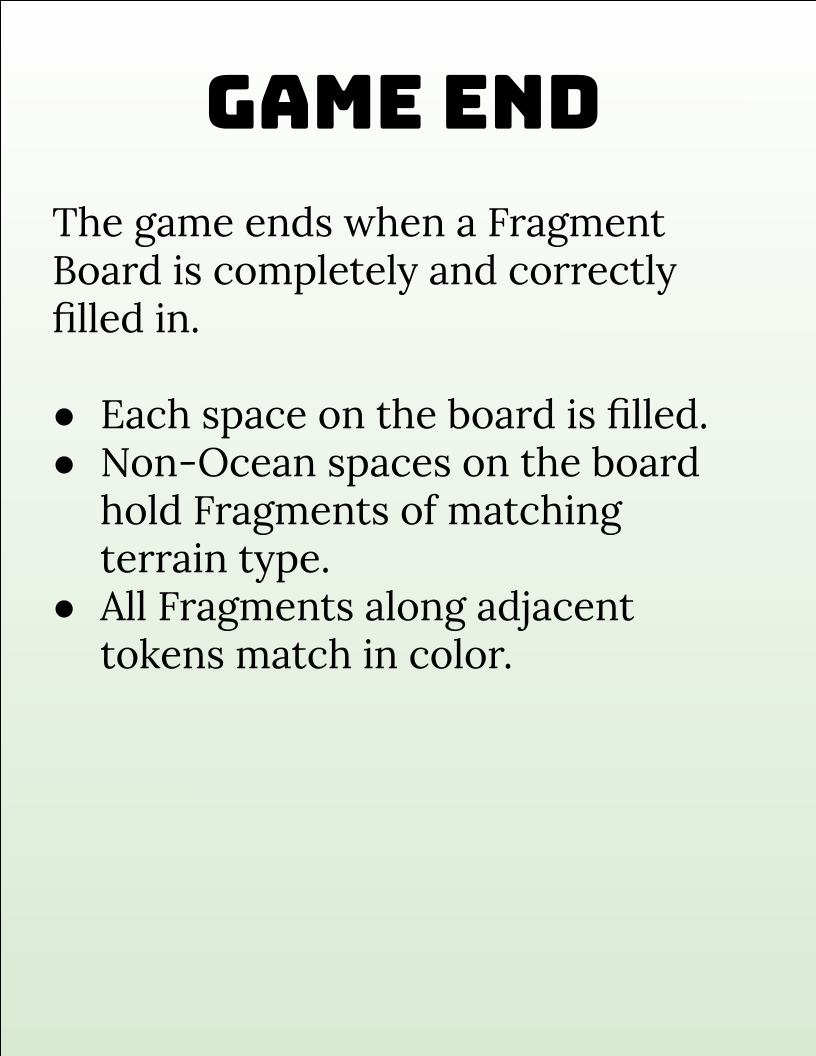 GAME END
The game ends when a Fragment
Board is completely and correctly
filled in.
● Each space on the board is filled.
● Non-Ocean spaces on the board
hold Fragments of matching
terrain type.
● All Fragments along adjacent
tokens match in color.